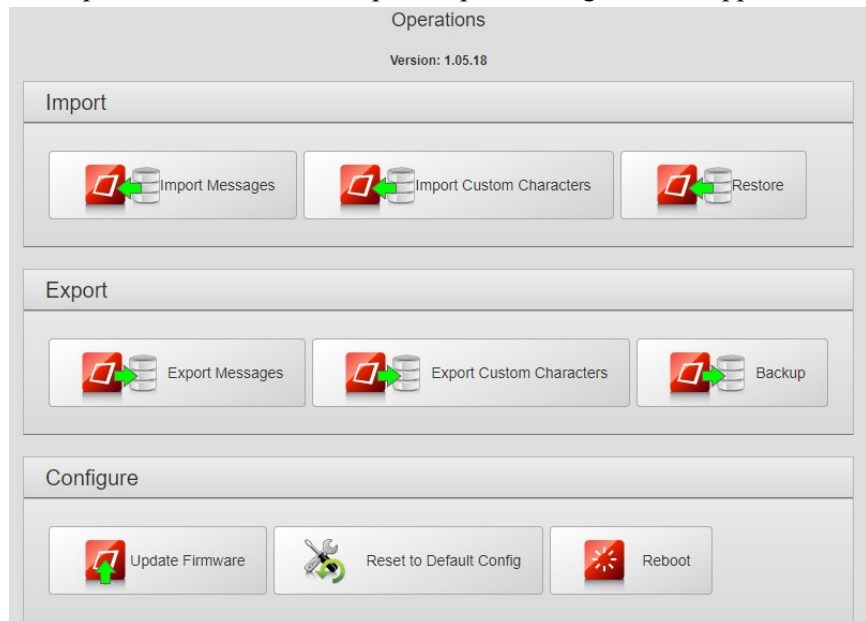 Operations
Version: 1.05.18
Import
Import Messages
Import Custom Characters
Restore
Export
Export Messages
Export Custom Characters
Backup
Configure
Update Firmware
Reset to Default Config
Reboot